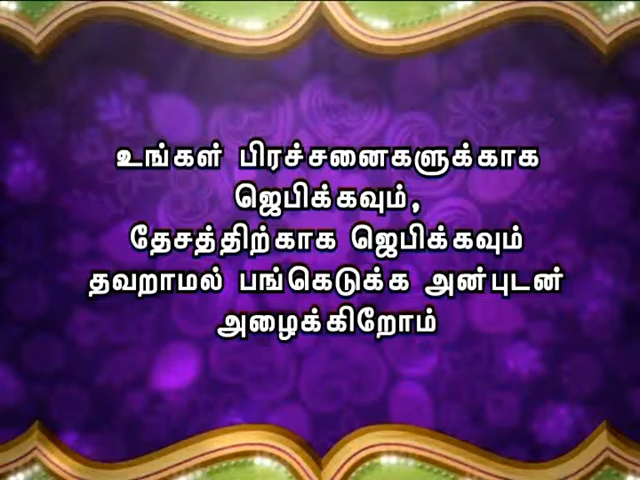 உங்கள் பிரச்சனைகளுக்காக
ஜெபிக்கவும்,
தேசத்திற்காக ஜெபிக்கவும்
தவறாமல் பங்கெடுக்க அன்புடன்
அழைக்கிறோம்